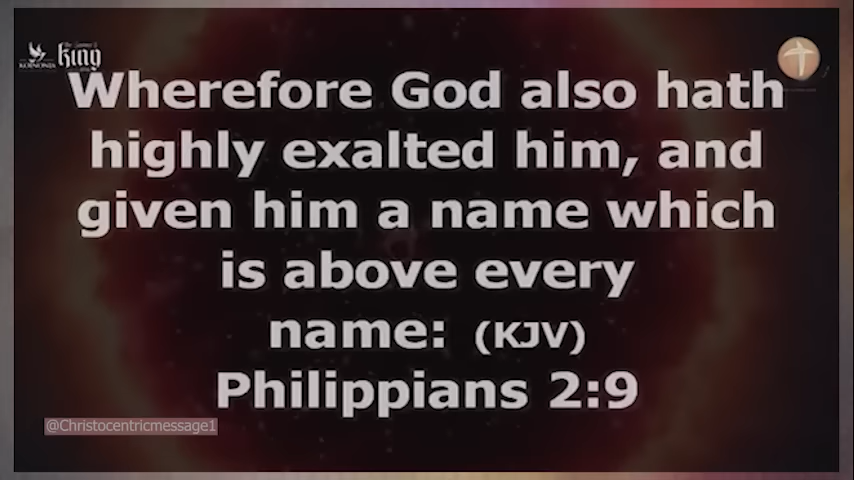 KOINONIA
King
Wherefore God also hath
highly exalted him, and
given him a name which
is above every
name: (KJV)
Philippians 2:9
@Christocentricmessage1